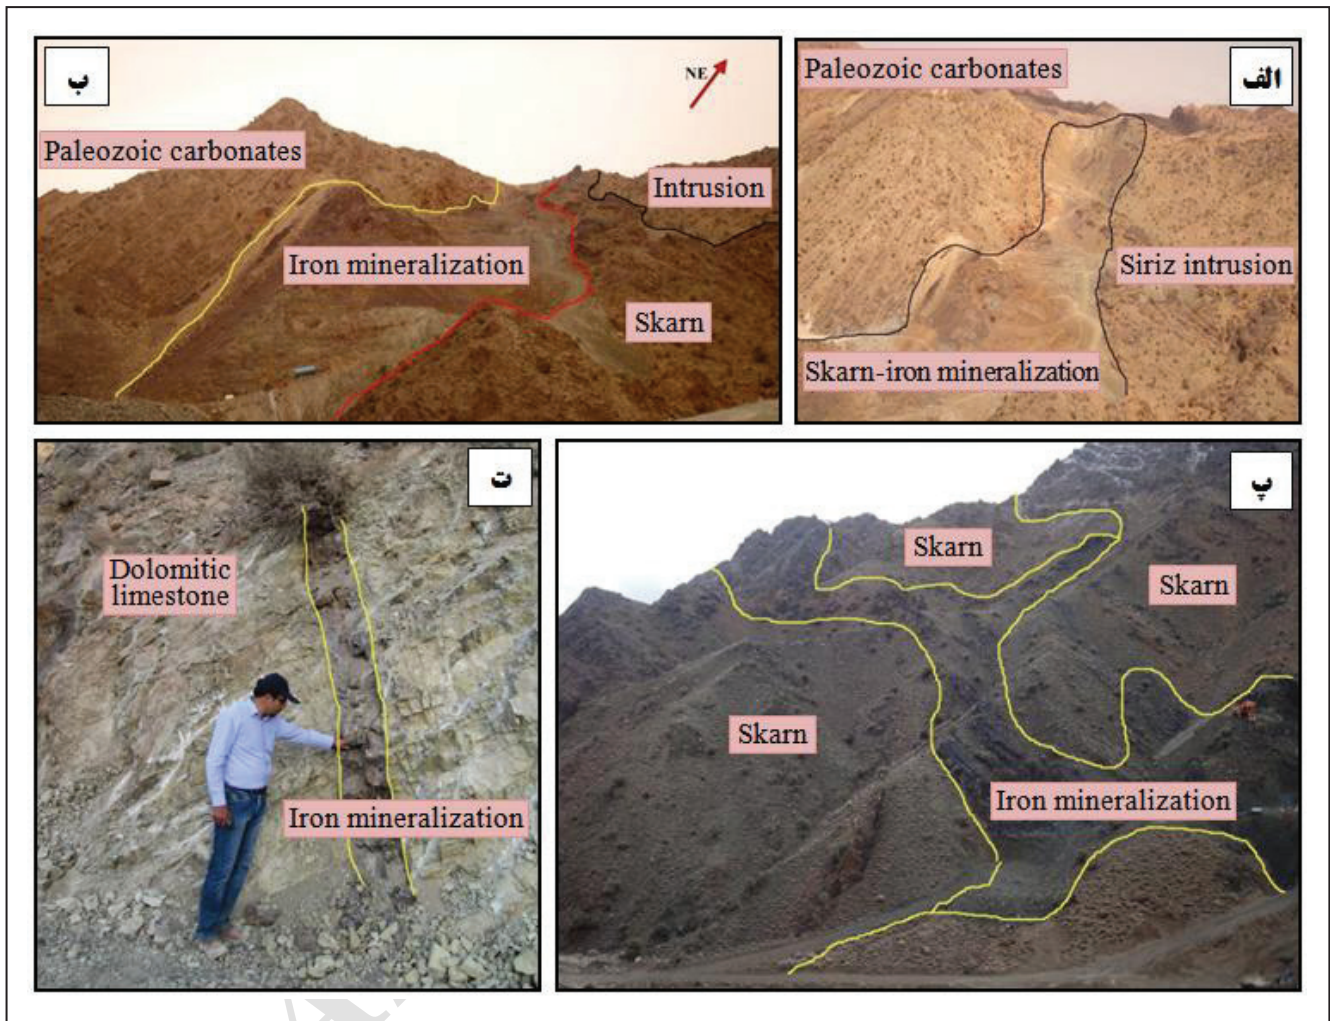 الف
Paleozoic carbonates
Siriz intrusion
Skarn-iron mineralization
ب
NE
Paleozoic carbonates
Intrusion
Iron mineralization
Skarn
پ
Skarn
Skarn
Skarn
Iron mineralization
ت
Dolomitic
limestone
Iron mineralization